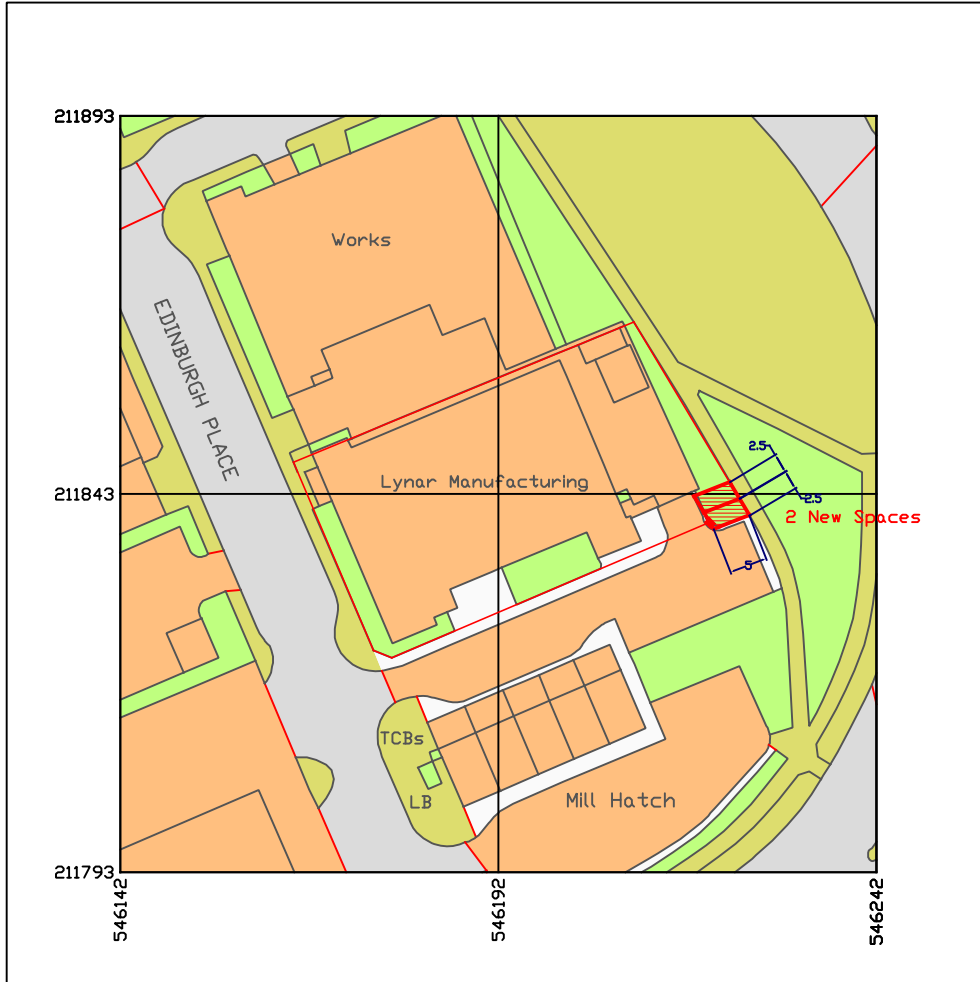 211893
Works
EDINBURGH PLACE
2.5
Lynar Manufacturing
211843
2.5
2 New Spaces
5
TCBs
LB
Mill Hatch
211793
546142
546192
546242